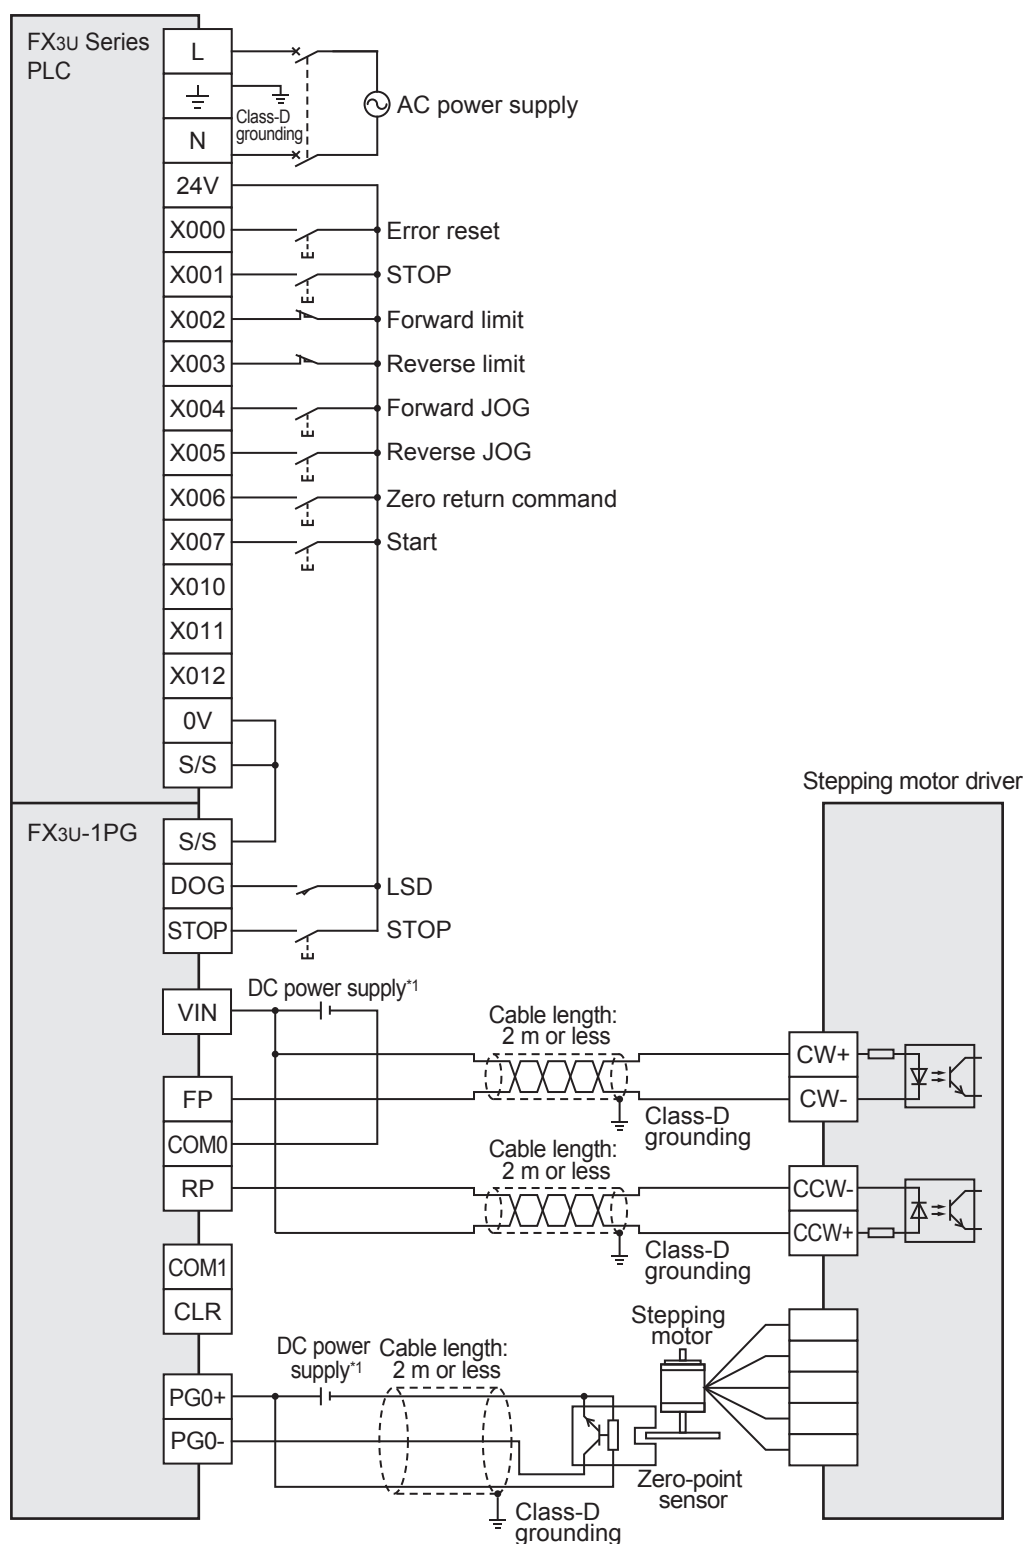 FX3U Series
PLC
L
N
24V
X000
X001
X002
X003
X004
X005
X006
X007
X010
X011
X012
0V
S/S
Class-D
grounding
AC power supply
Error reset
STOP
Forward limit
Reverse limit
Forward JOG
Reverse JOG
Zero return command
Start
FX3U-1PG
S/S
DOG
STOP
VIN
FP
COM0
RP
COM1
CLR
PG0+
PG0-
LSD
STOP
DC power supply*1
Cable length:
2 m or less
Class-D
grounding
Cable length:
2 m or less
Class-D
grounding
Stepping motor driver
CW+
CW-
CCW-
CCW+
DC power
supply*1
Cable length:
2 m or less
Class-D
grounding
Stepping
motor
Zero-point
sensor